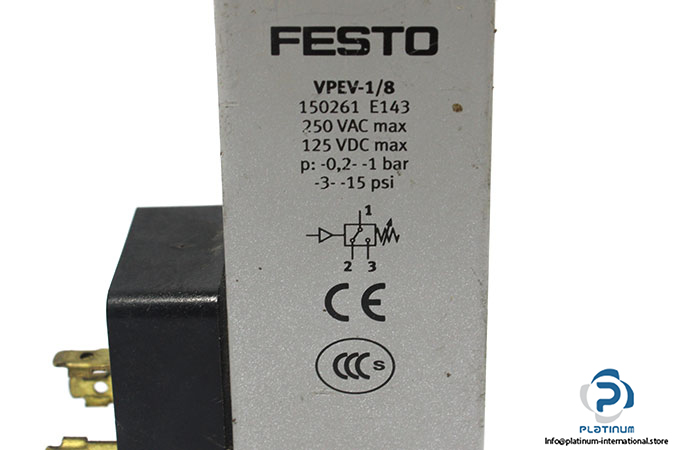 FESTO
VPEV-1/8
150261 E143
250 VAC max
125 VDC max
p: -0,2- -1 bar
-3- -15 psi
1
2 3
CE
CCC S
P
PLATINUM
Info@platinum-international.store